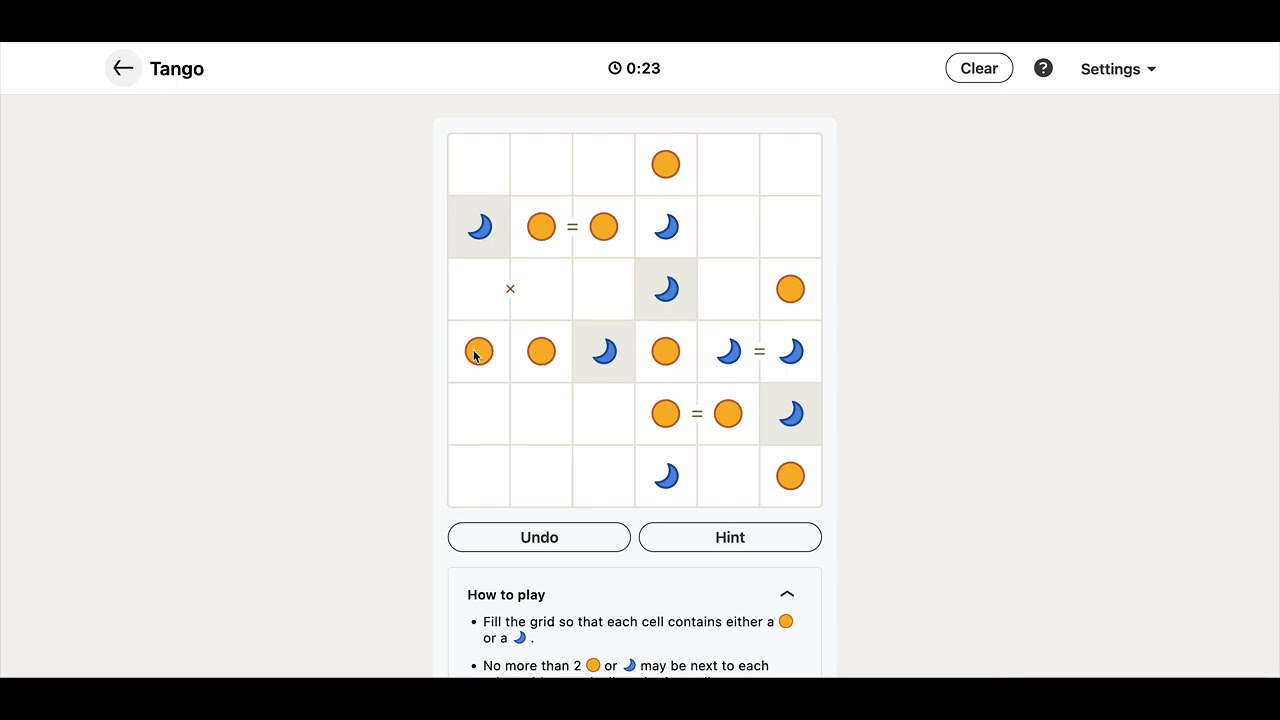 Tango
0:23
Clear
?
Settings
=
×
=
=
Undo
Hint
How to play
• Fill the grid so that each cell contains either a
or a .
• No more than 2 or may be next to each